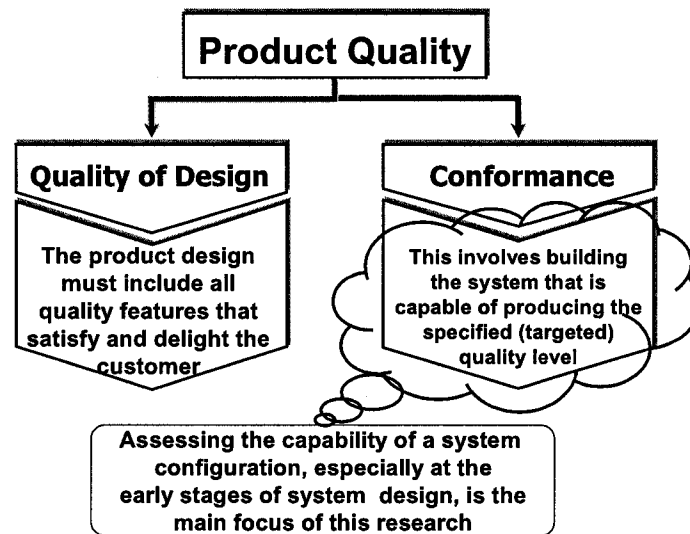 Product Quality
Quality of Design
The product design
must include all
quality features that
satisfy and delight the
customer
Conformance
This involves building
the system that is
capable of producing the
specified (targeted)
quality level
Assessing the capability of a system
configuration, especially at the
early stages of system design, is the
main focus of this research